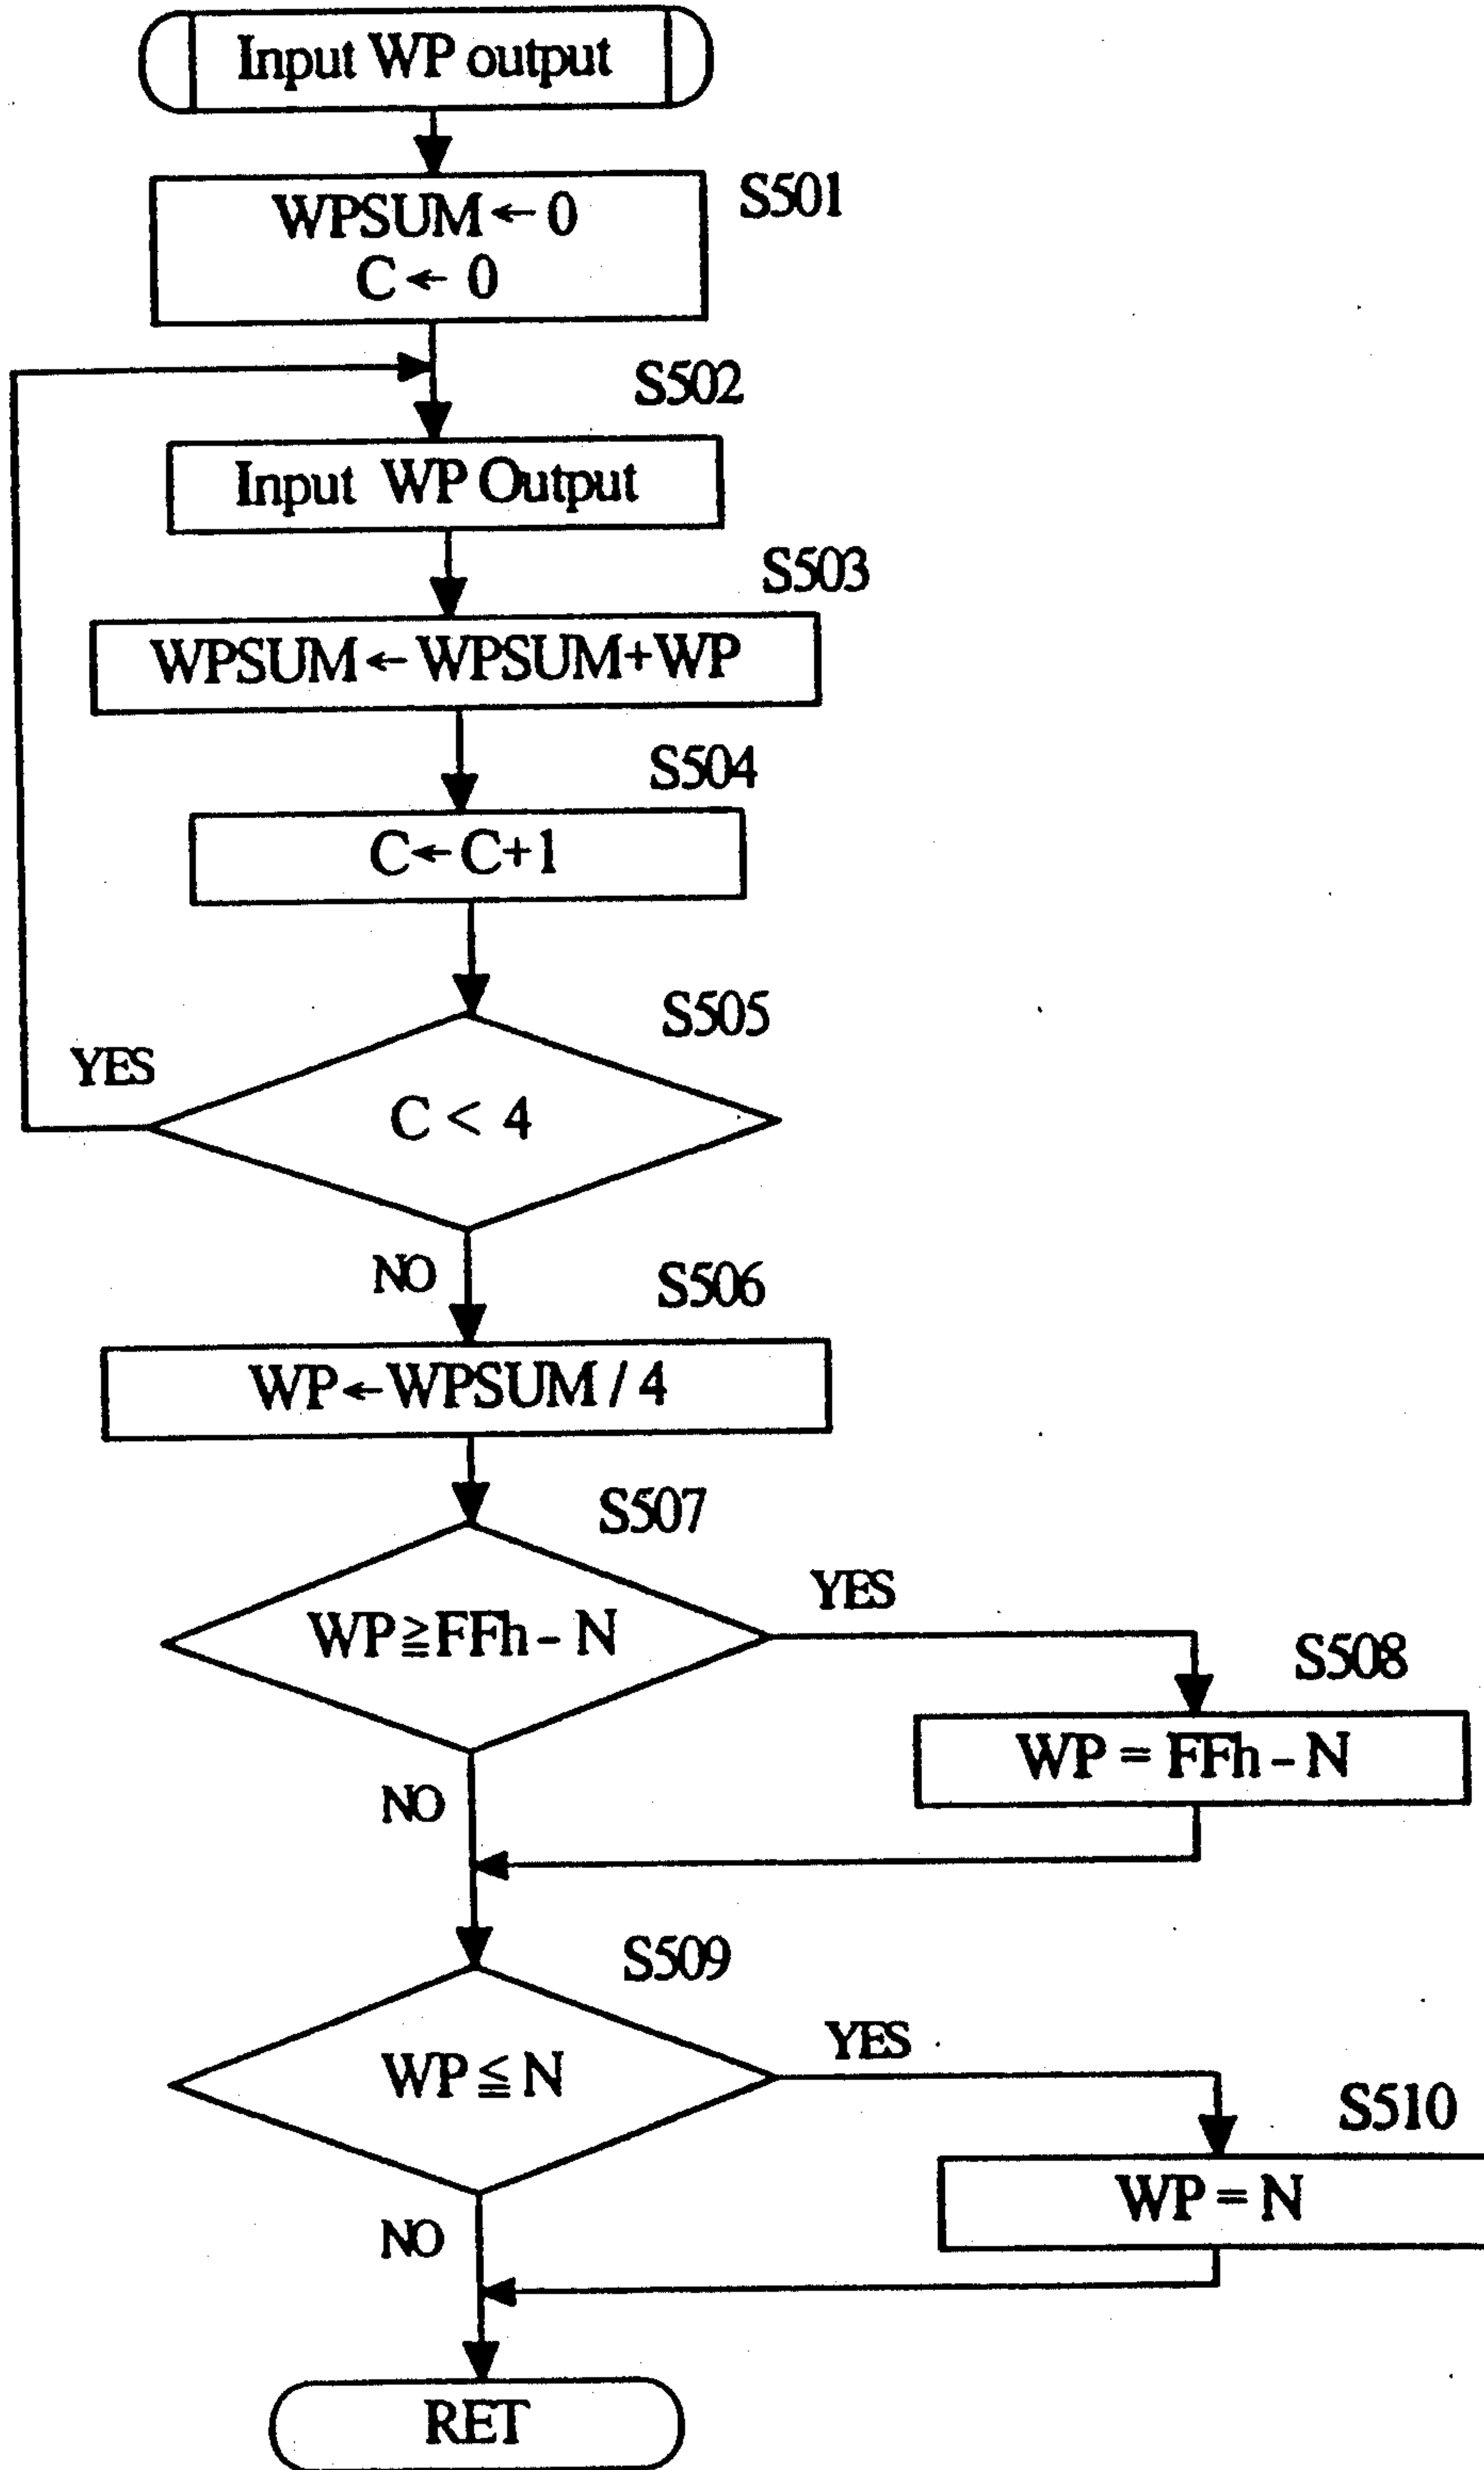 Input WP output
S501
WPSUM ← 0
C ← 0
S502
Input WP Output
S503
WPSUM ← WPSUM+WP
S504
C ← C+1
S505
YES
C < 4
NO
S506
WP ← WPSUM / 4
S507
YES
WP ≧ FFh – N
S508
WP = FFh – N
NO
S509
YES
WP ≦ N
S510
WP = N
NO
RET